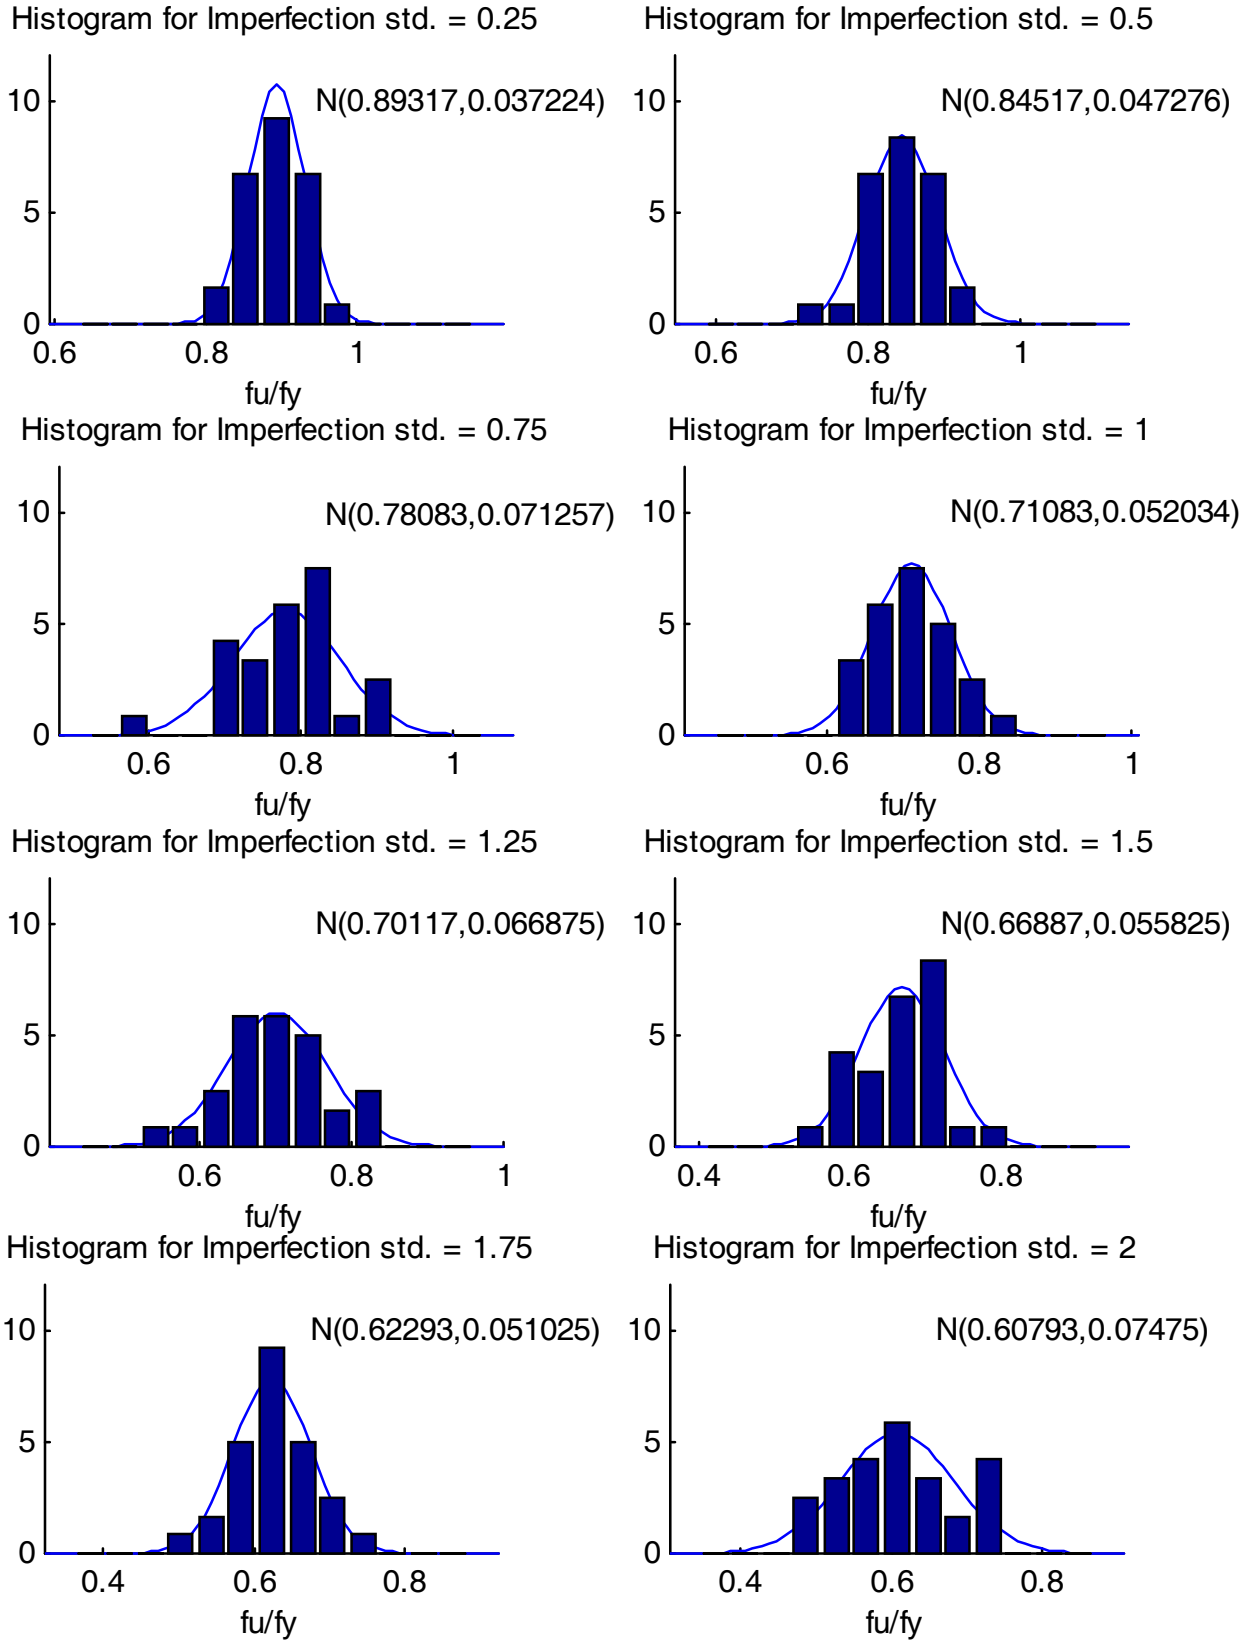 Histogram for Imperfection std. = 0.25
10
N(0.89317,0.037224)
5
0
0.6 0.8 1
fu/fy
Histogram for Imperfection std. = 0.5
10
N(0.84517,0.047276)
5
0
0.6 0.8 1
fu/fy
Histogram for Imperfection std. = 0.75
10
N(0.78083,0.071257)
5
0
0.6 0.8 1
fu/fy
Histogram for Imperfection std. = 1
10
N(0.71083,0.052034)
5
0
0.6 0.8 1
fu/fy
Histogram for Imperfection std. = 1.25
10
N(0.70117,0.066875)
5
0
0.6 0.8 1
fu/fy
Histogram for Imperfection std. = 1.5
10
N(0.66887,0.055825)
5
0
0.4 0.6 0.8
fu/fy
Histogram for Imperfection std. = 1.75
10
N(0.62293,0.051025)
5
0
0.4 0.6 0.8
fu/fy
Histogram for Imperfection std. = 2
10
N(0.60793,0.07475)
5
0
0.4 0.6 0.8
fu/fy